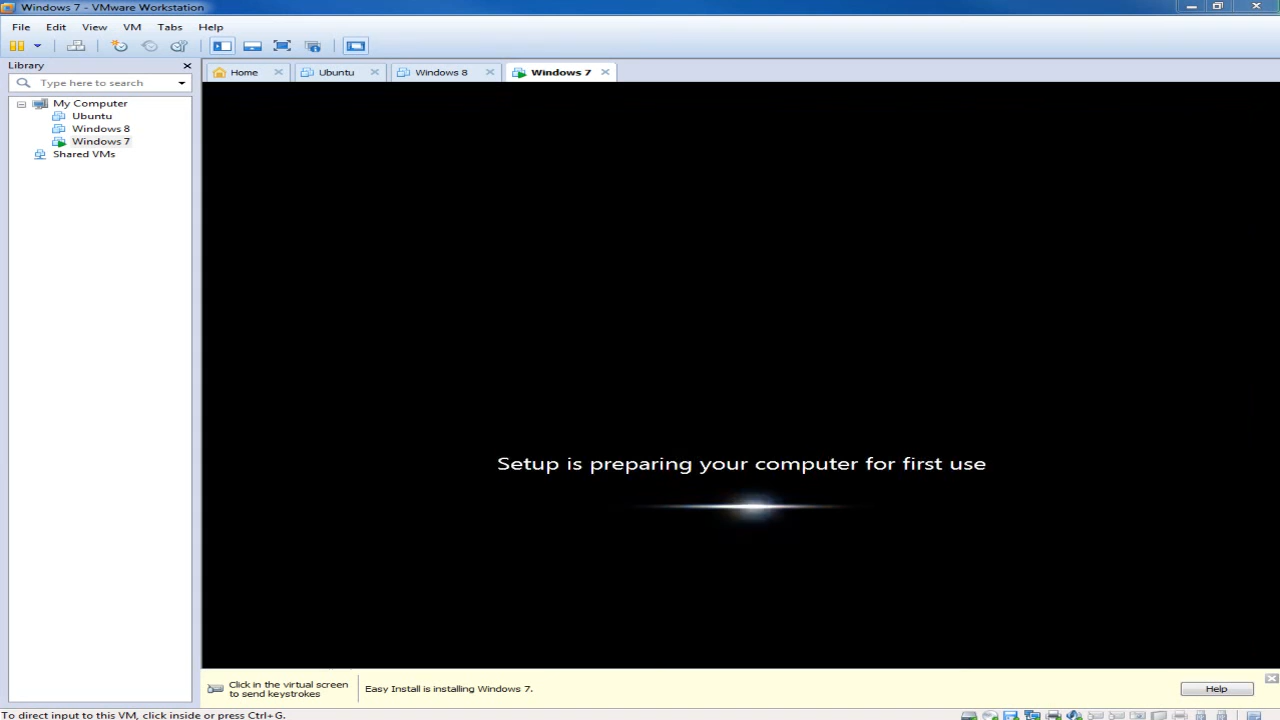 Windows 7 - VMware Workstation
File Edit View VM Tabs Help
Library
Type here to search
Home Ubuntu Windows 8 Windows 7
My Computer
Ubuntu
Windows 8
Windows 7
Shared VMs
Setup is preparing your computer for first use
Click in the virtual screen
to send keystrokes
Easy Install is installing Windows 7.
Help
To direct input to this VM, click inside or press Ctrl+G.